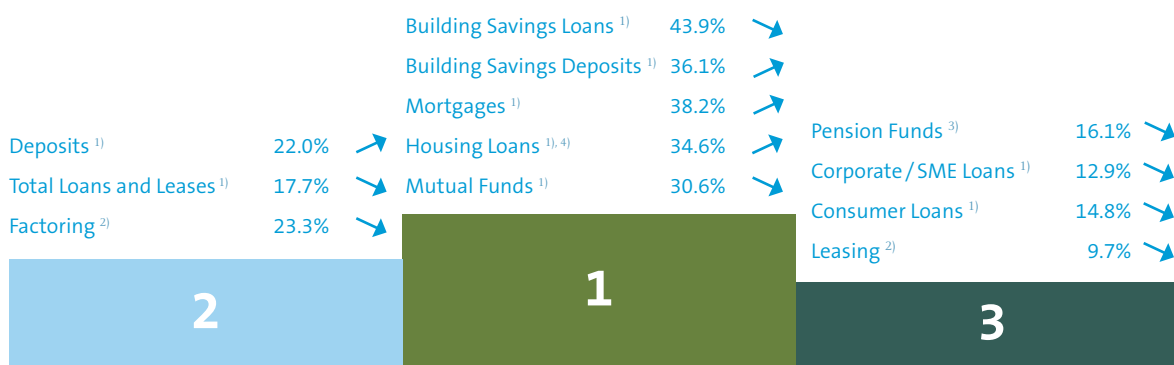 Building Savings Loans 1) 43.9%
Building Savings Deposits 1) 36.1%
Mortgages 1) 38.2%
Housing Loans 1), 4) 34.6%
Mutual Funds 1) 30.6%
1
Deposits 1) 22.0%
Total Loans and Leases 1) 17.7%
Factoring 2) 23.3%
2
Pension Funds 3) 16.1%
Corporate / SME Loans 1) 12.9%
Consumer Loans 1) 14.8%
Leasing 2) 9.7%
3